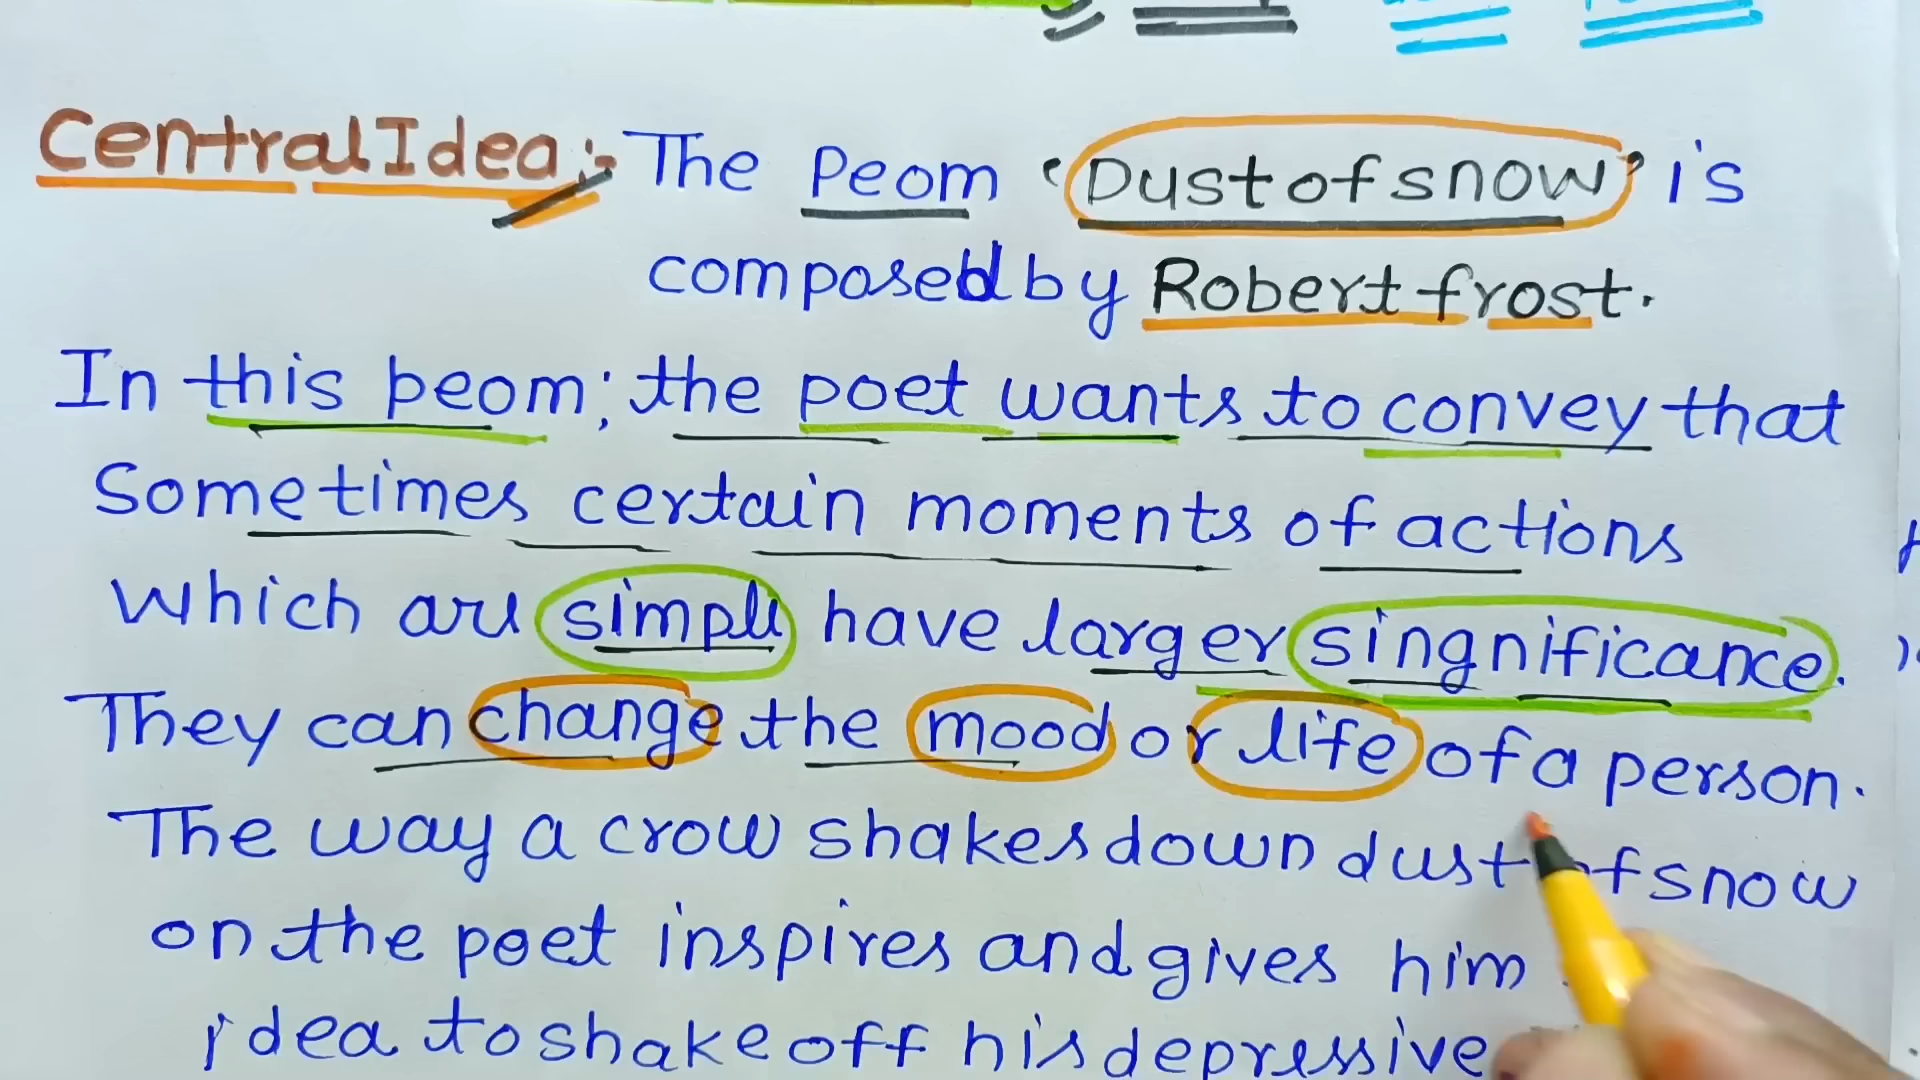 Central Idea :- The Peom 'Dust of snow' is
composed by Robert frost.
In this peom; the poet wants to convey that
Sometimes certain moments of actions
which are simple have larger singnificance.
They can change the mood or life of a person.
The way a crow shakes down dust of snow
on the poet inspires and gives him
idea to shake off his depressive